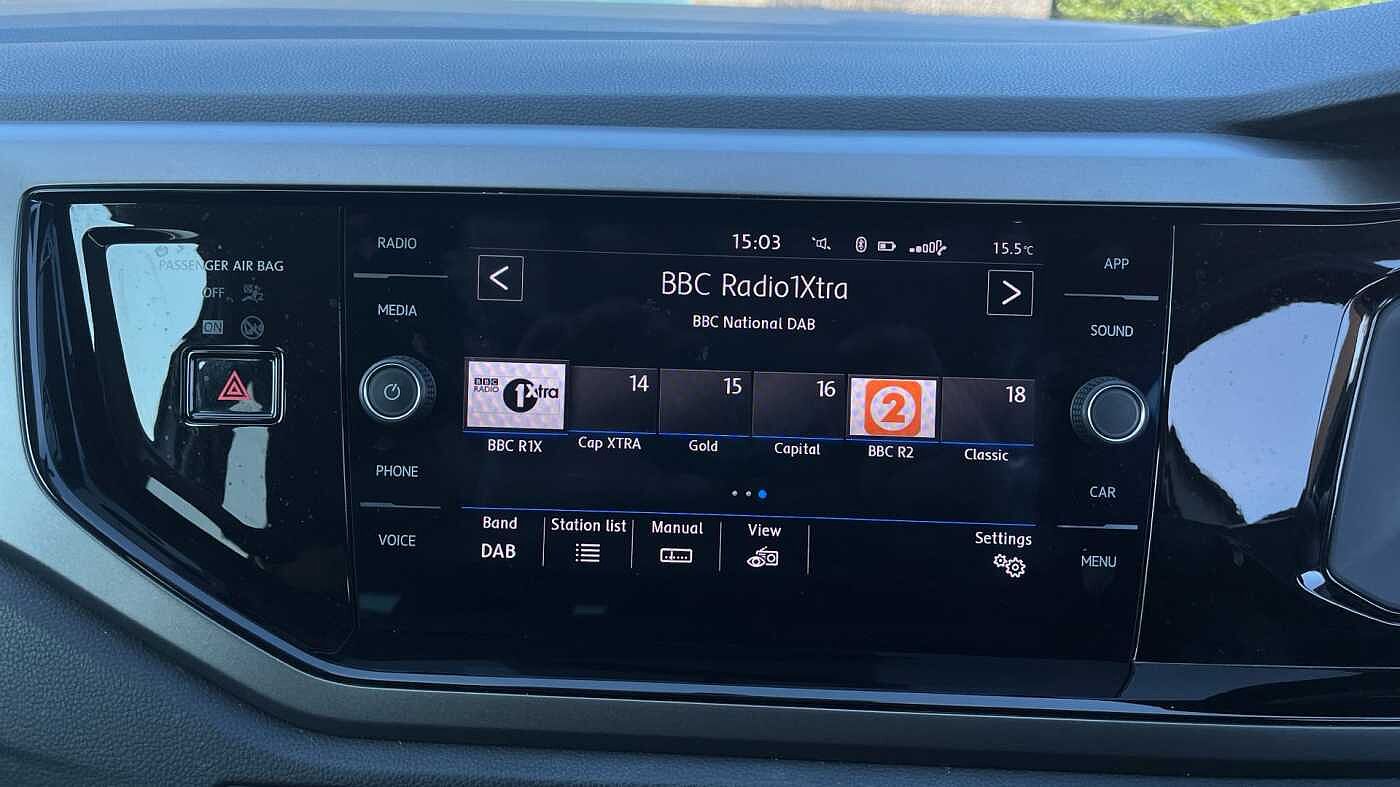 PASSENGER AIR BAG
OFF
ON
RADIO
MEDIA
PHONE
VOICE
15:03
15.5°C
<
BBC Radio1Xtra
>
BBC National DAB
BBC
RADIO
1Xtra
14
15
16
2
18
BBC R1X
Cap XTRA
Gold
Capital
BBC R2
Classic
Band
DAB
Station list
Manual
View
Settings
APP
SOUND
CAR
MENU